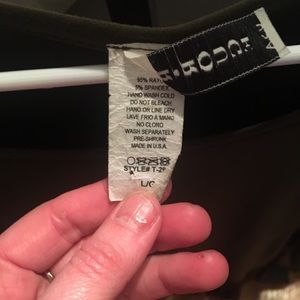 95% RAYON
5% SPANDEX
HAND WASH COLD
DO NOT BLEACH
HANG OR LINE DRY
LAVE FRIO A MANO
NO CLORO
WASH SEPARATELY
PRE-SHRUNK
MADE IN U.S.A.
STYLE# T-2